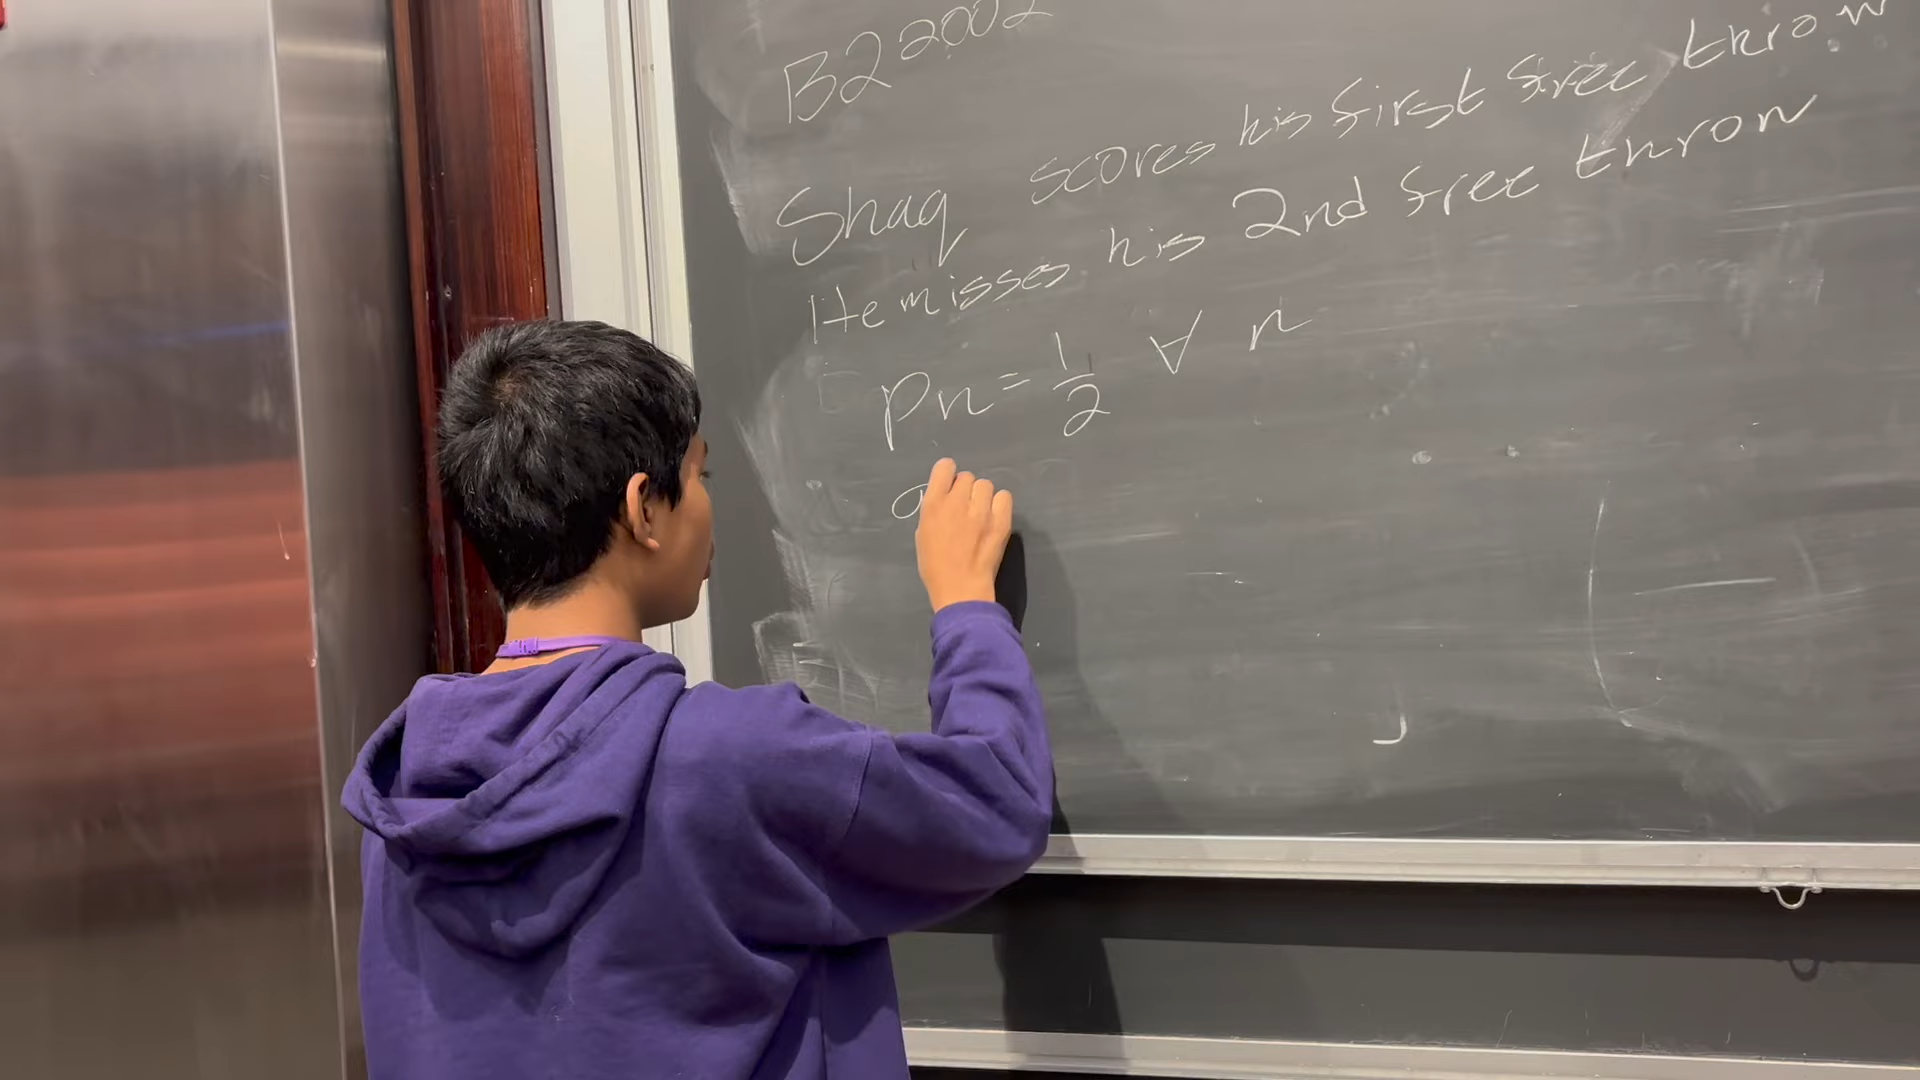 B2 2002
Shaq scores his first free throw
He misses his 2nd free throw
Pn = 1/2 ∀ n